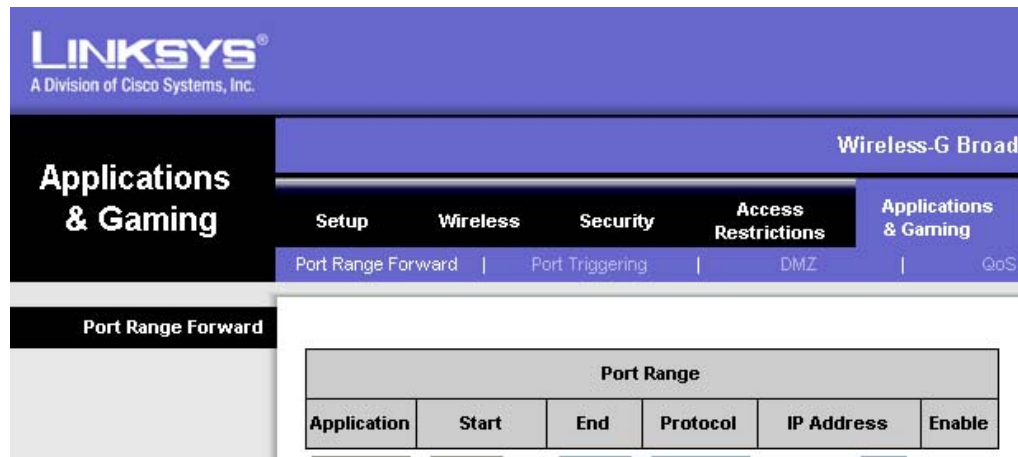 LINKSYS®
A Division of Cisco Systems, Inc.
Wireless-G Broad
Applications
& Gaming
Setup Wireless Security Access Restrictions Applications & Gaming
Port Range Forward | Port Triggering | DMZ | QoS
Port Range Forward
Port Range
Application Start End Protocol IP Address Enable